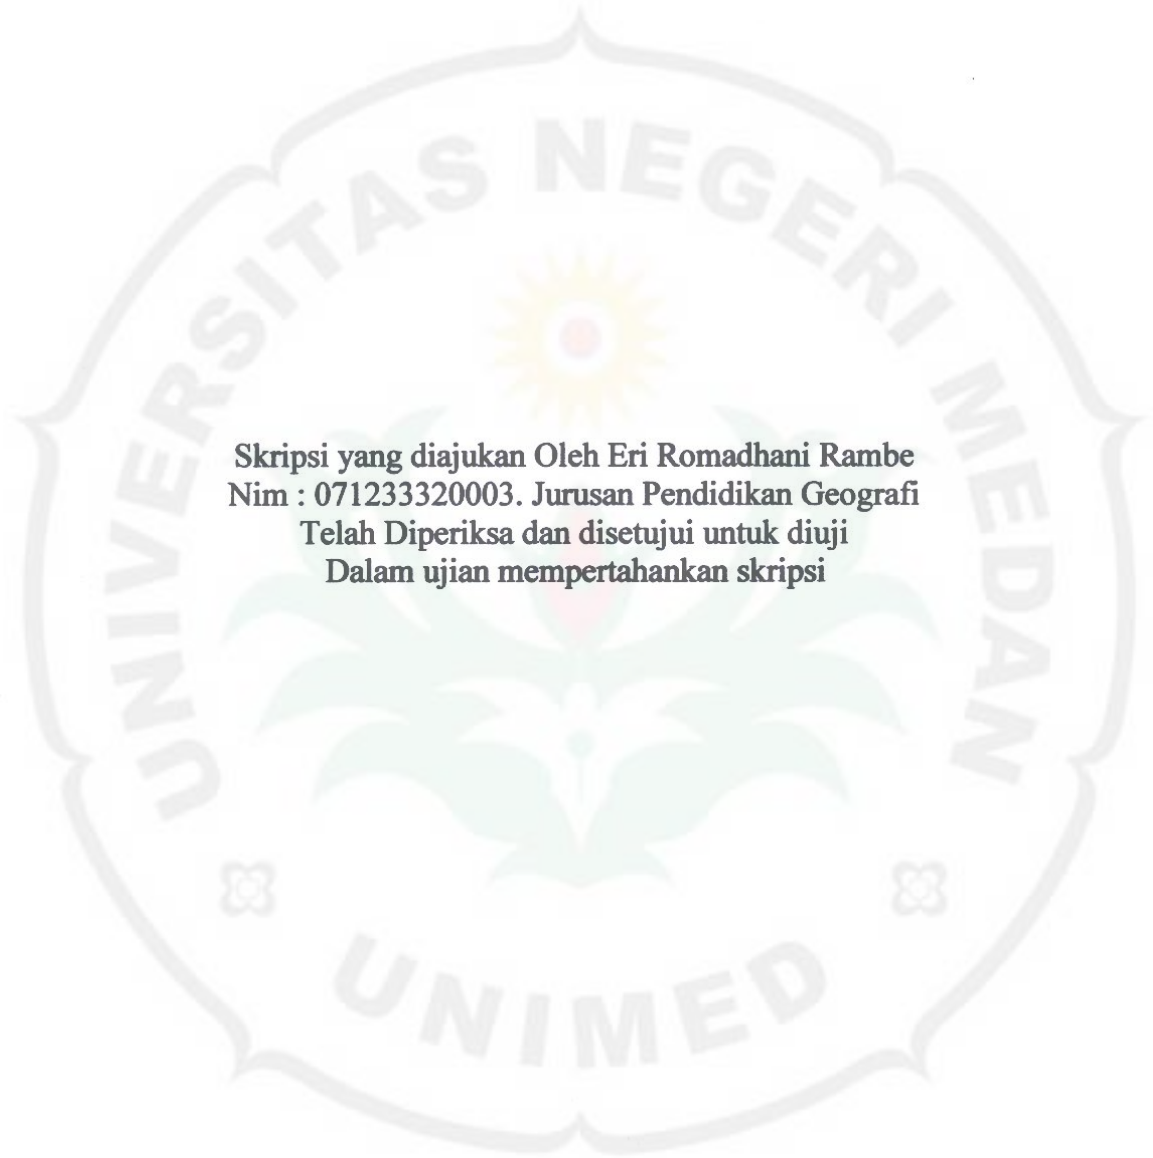 UNIVERSITAS NEGERI MEDAN
Skripsi yang diajukan Oleh Eri Romadhani Rambe
Nim : 071233320003. Jurusan Pendidikan Geografi
Telah Diperiksa dan disetujui untuk diuji
Dalam ujian mempertahankan skripsi
UNIMED